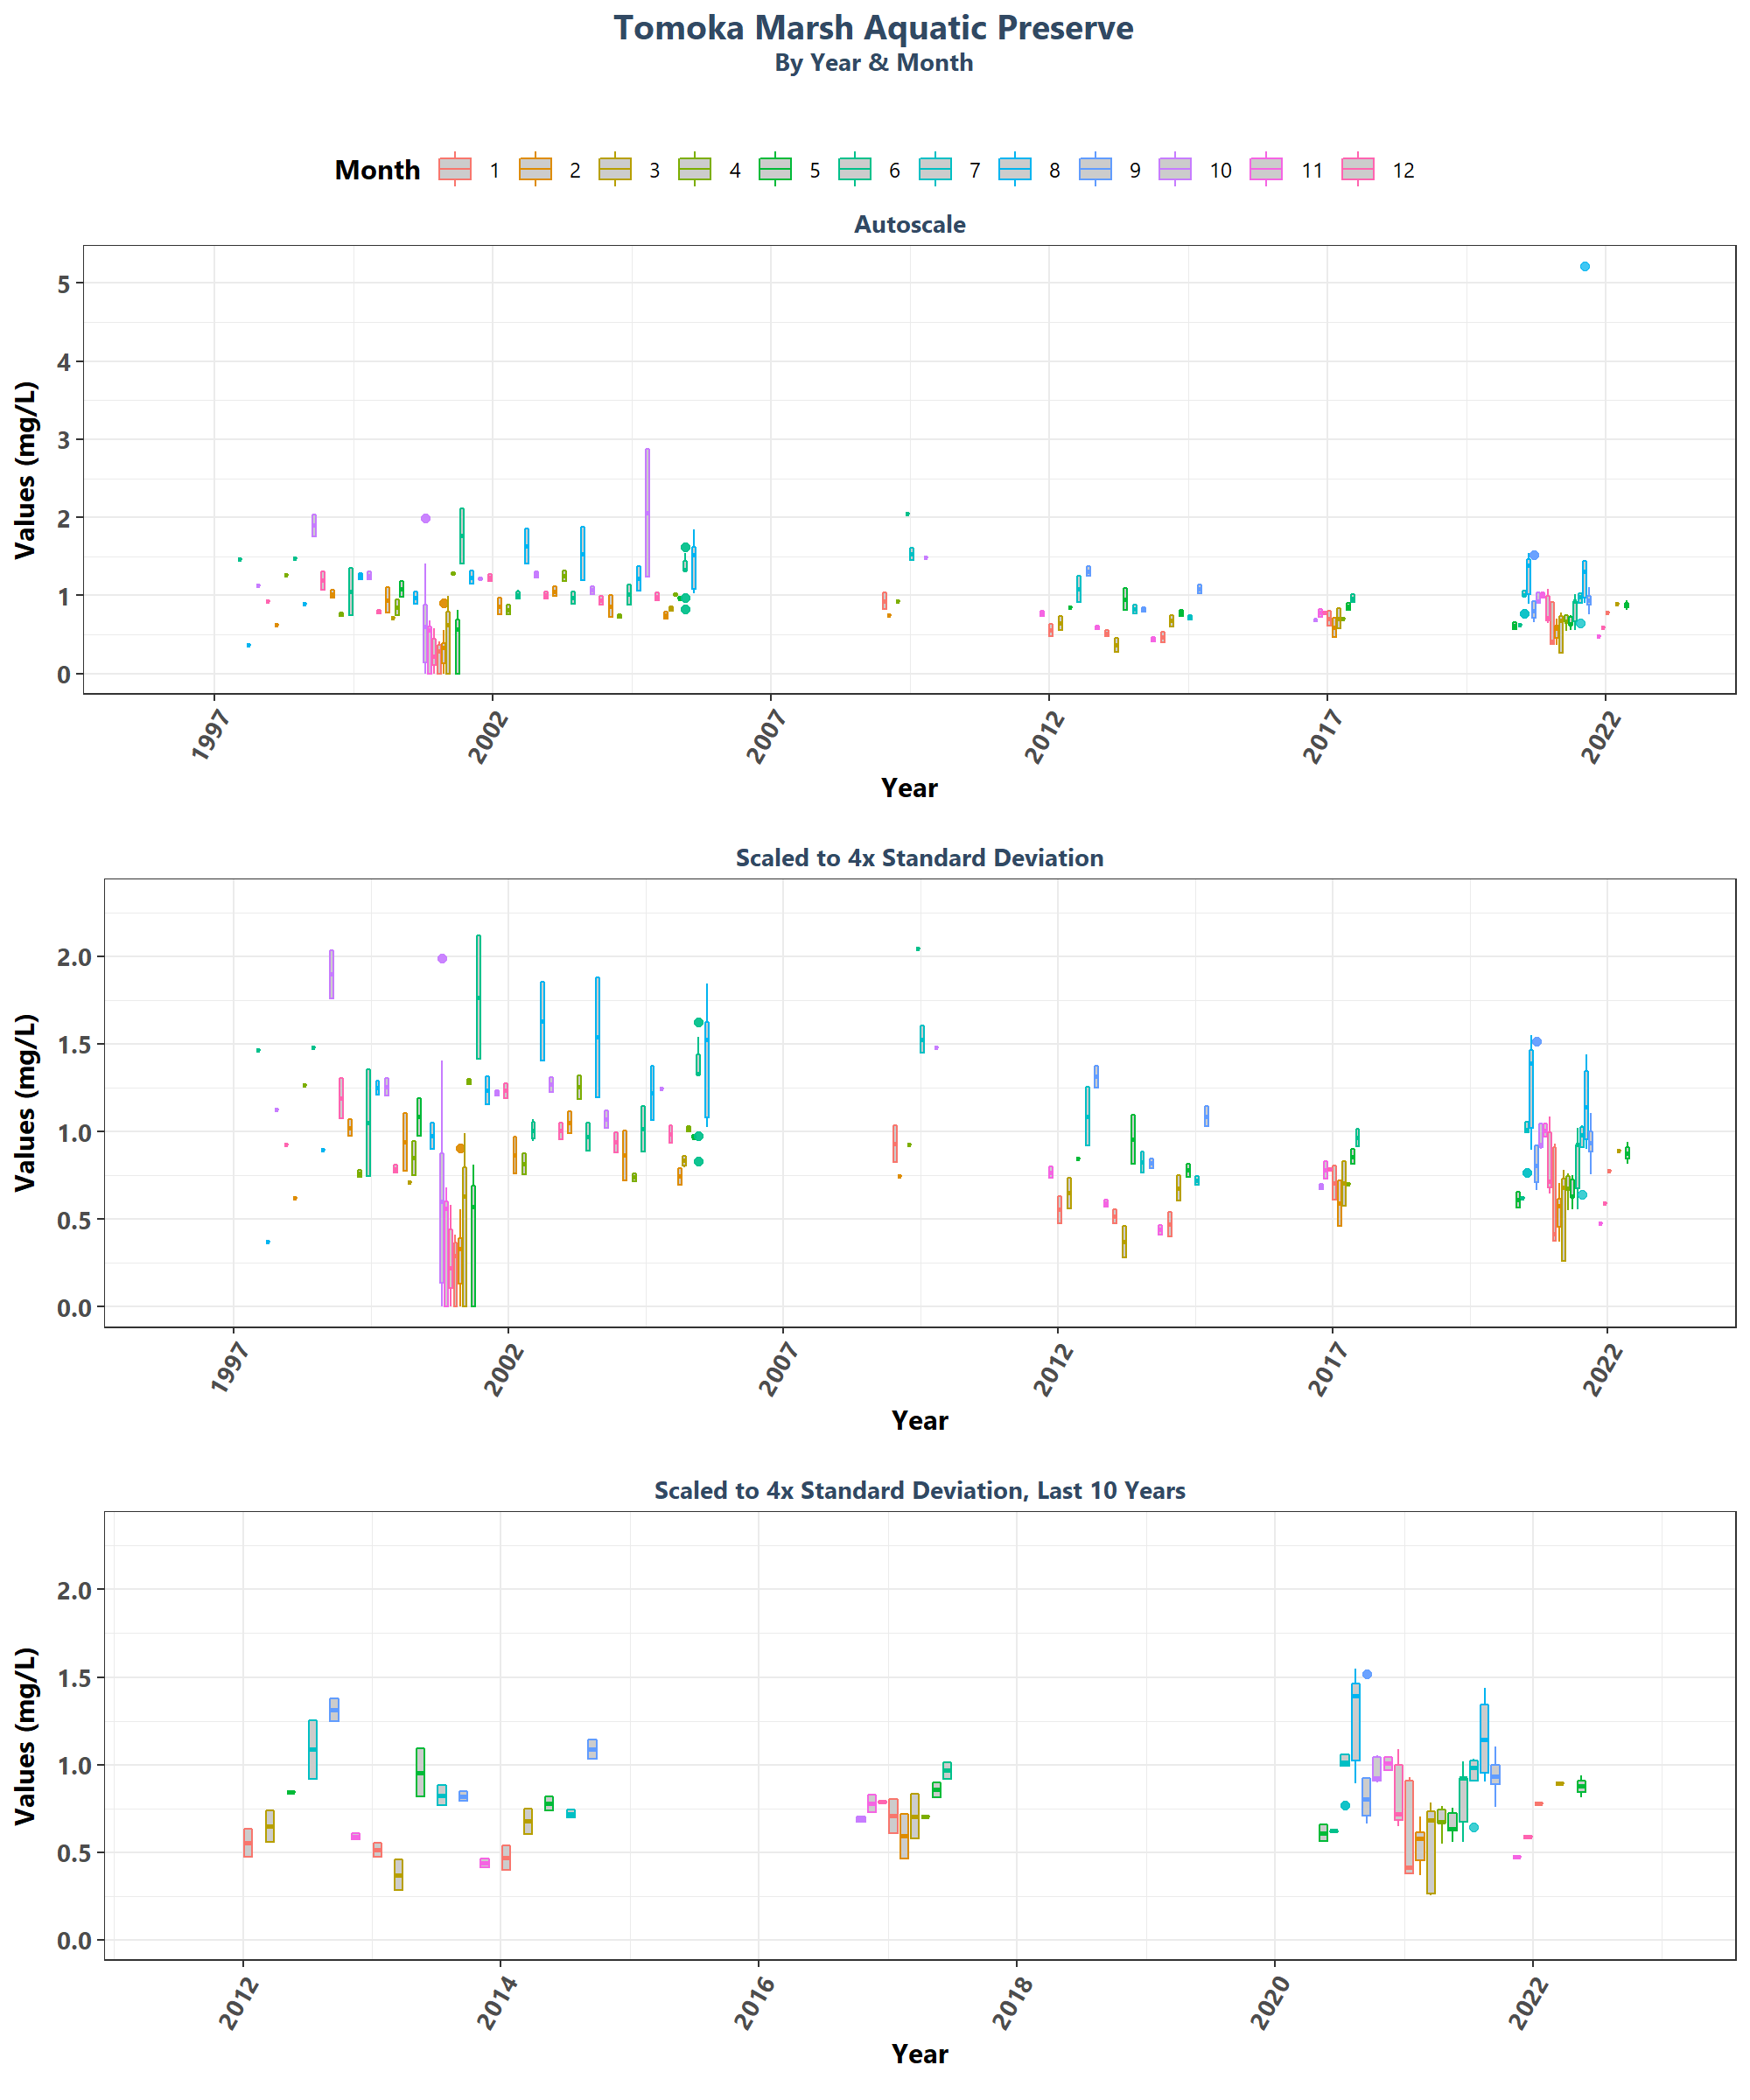 Tomoka Marsh Aquatic Preserve
By Year & Month
Month 1 2 3 4 5 6 7 8 9 10 11 12
Autoscale
Values (mg/L)
5
4
3
2
1
0
1997 2002 2007 2012 2017 2022
Year
Scaled to 4x Standard Deviation
Values (mg/L)
2.0
1.5
1.0
0.5
0.0
1997 2002 2007 2012 2017 2022
Year
Scaled to 4x Standard Deviation, Last 10 Years
Values (mg/L)
2.0
1.5
1.0
0.5
0.0
2012 2014 2016 2018 2020 2022
Year